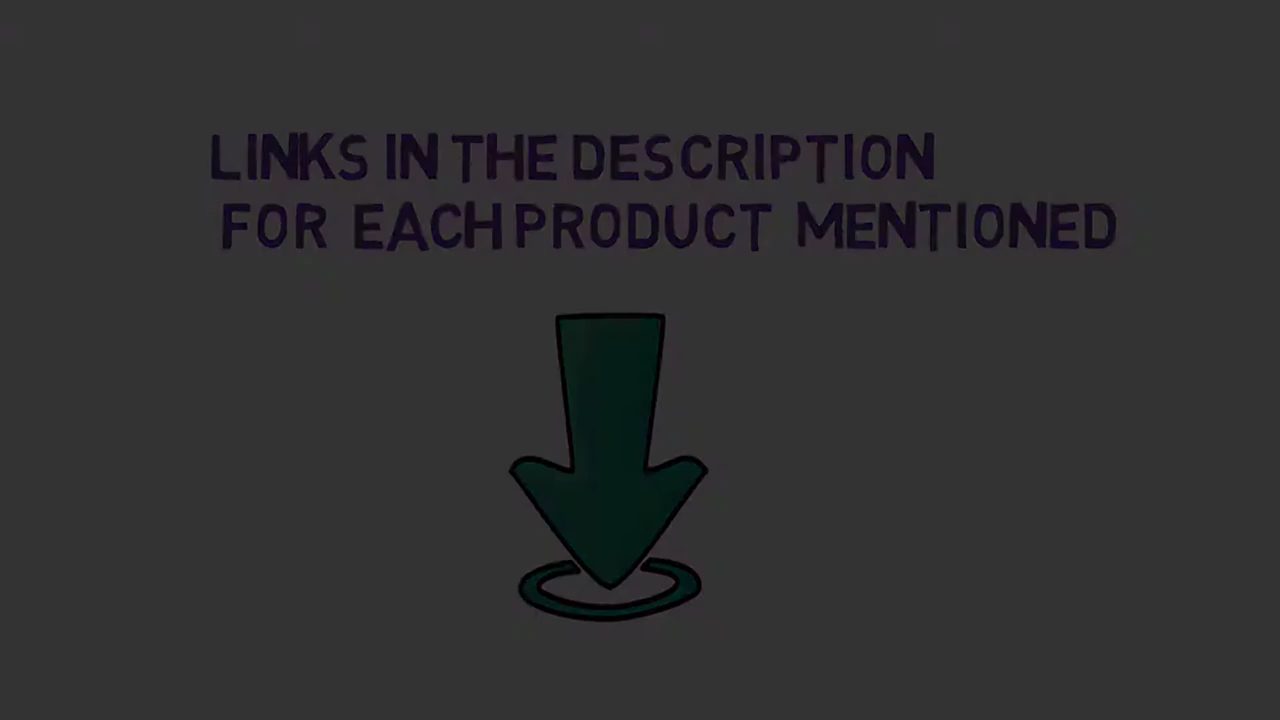 LINKS IN THE DESCRIPTION
FOR EACH PRODUCT MENTIONED